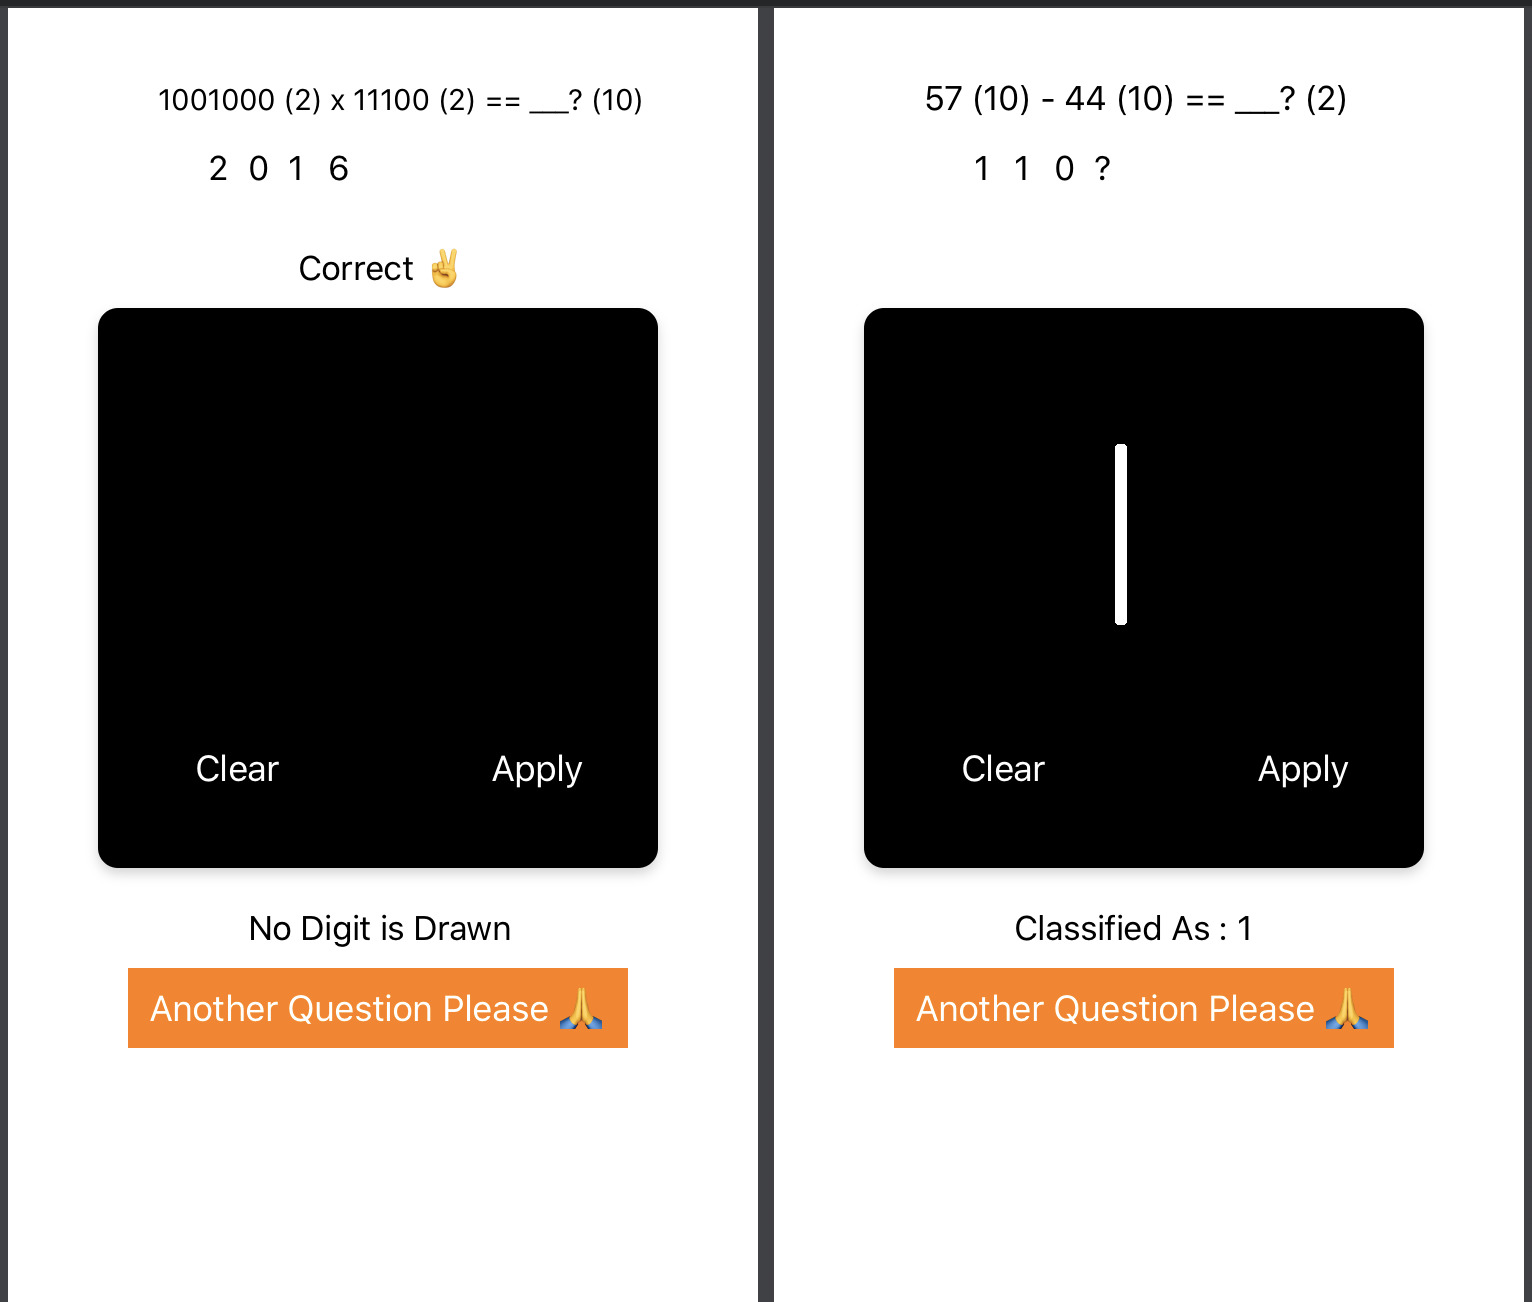 1001000 (2) x 11100 (2) == ___? (10)
2 0 1 6
Correct ✌️
Clear Apply
No Digit is Drawn
Another Question Please 🙏
57 (10) - 44 (10) == ___? (2)
1 1 0 ?
Clear Apply
Classified As : 1
Another Question Please 🙏